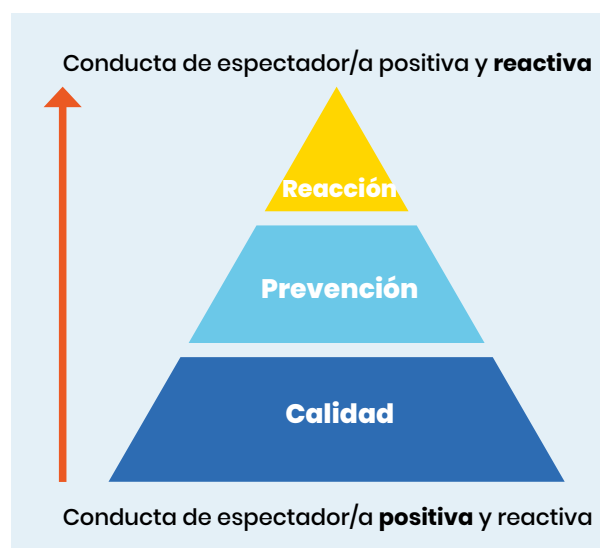 Conducta de espectador/a positiva y reactiva
Reacción
Prevención
Calidad
Conducta de espectador/a positiva y reactiva